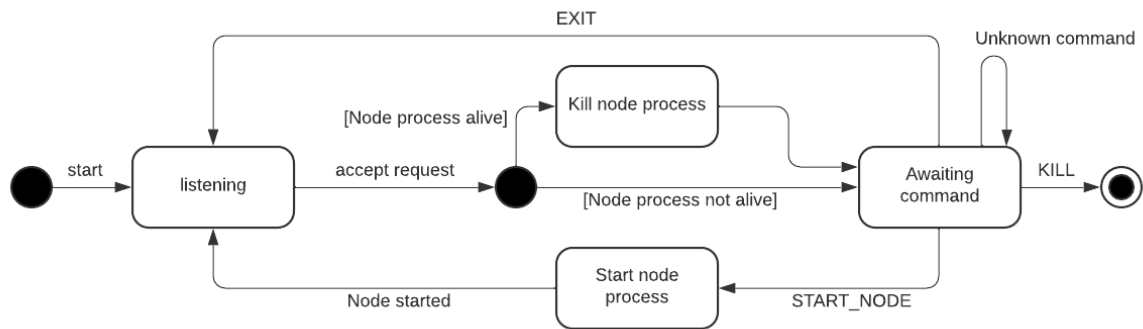 EXIT
Unknown command
Kill node process
[Node process alive]
start
listening
accept request
Awaiting
command
KILL
[Node process not alive]
Start node
process
Node started
START_NODE